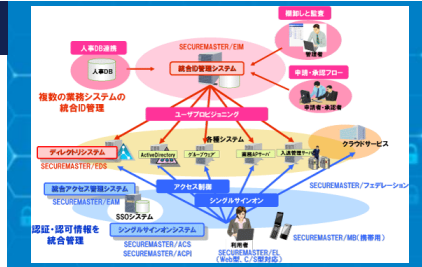 棚卸しと監査
人事DB連携
SECUREMASTER/EIM
管理者
人事DB
統合ID管理システム
申請・承認フロー
複数の業務システムの
統合ID管理
申請者・承認者
ユーザプロビジョニング
各種システム
クラウドサービス
ディレクトリシステム
ActiveDirectory
グループウェア
業務APサーバ
入退管理サーバ
SECUREMASTER/EDS
アクセス制御
SECUREMASTER/フェデレーション
統合アクセス管理システム
シングルサインオン
SECUREMASTER/EAM
SSOシステム
シングルサインオンシステム
認証・認可情報を
統合管理
利用者
SECUREMASTER/MB(携帯用)
SECUREMASTER/ACS
SECUREMASTER/ACPI
SECUREMASTER/EL
(Web型, C/S型対応)